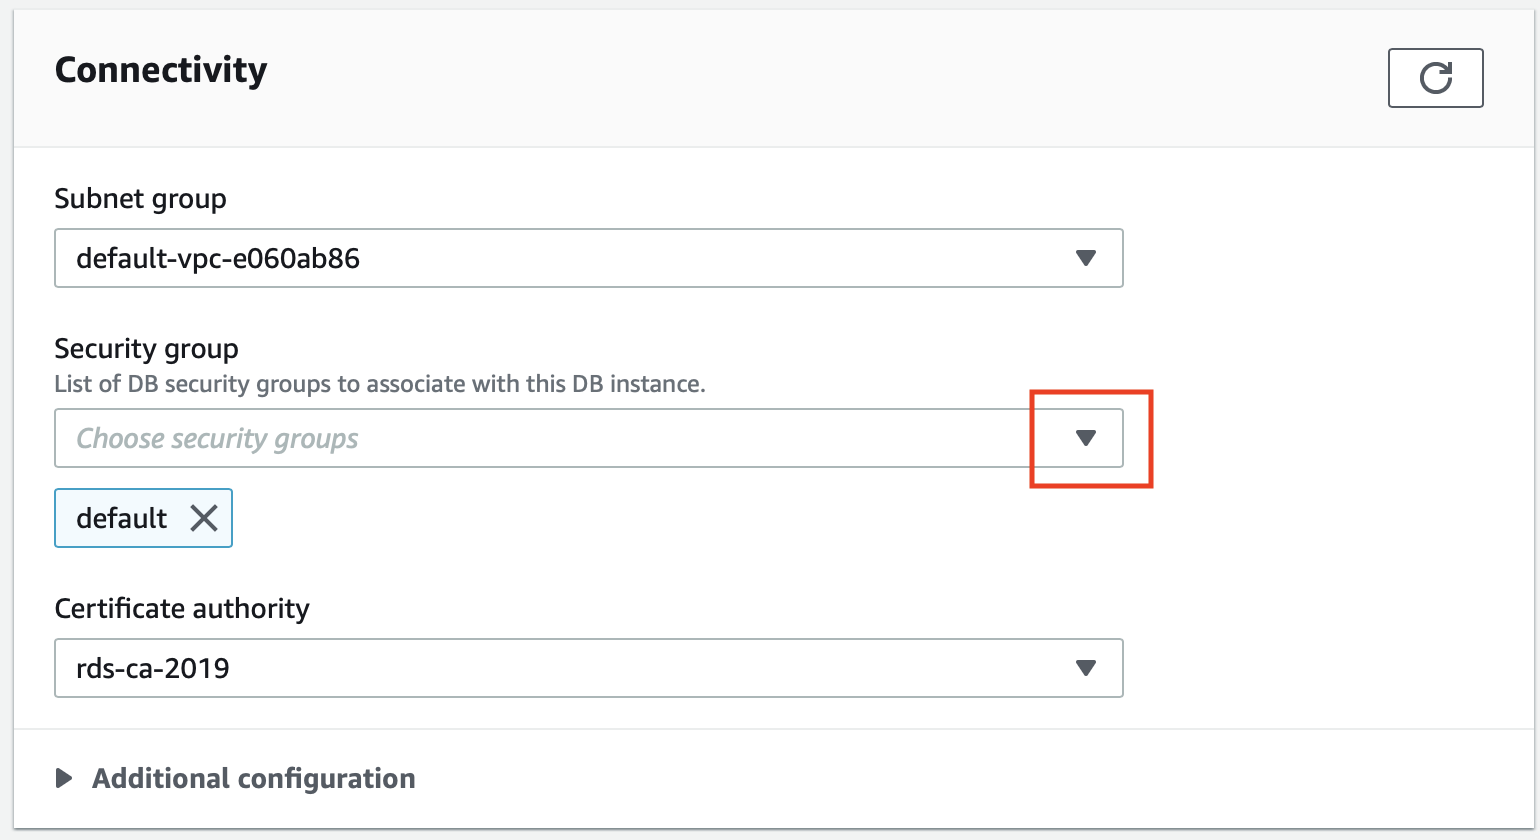 Connectivity
Subnet group
default-vpc-e060ab86
Security group
List of DB security groups to associate with this DB instance.
Choose security groups
default
Certificate authority
rds-ca-2019
Additional configuration